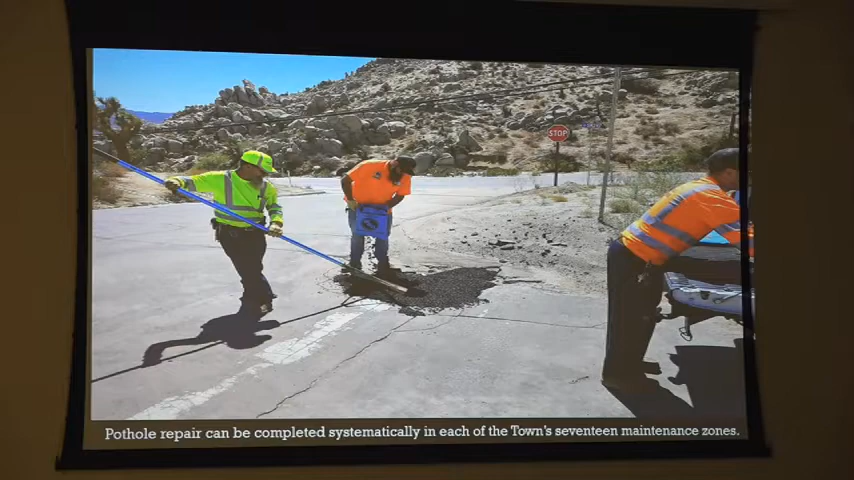 STOP
Pothole repair can be completed systematically in each of the Town's seventeen maintenance zones.